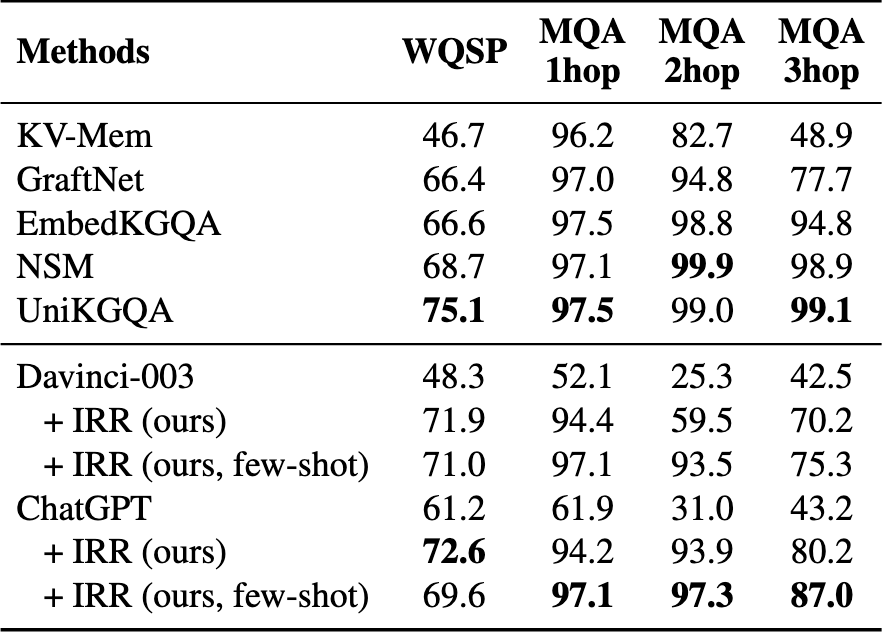 Methods WQSP MQA 1hop MQA 2hop MQA 3hop
KV-Mem 46.7 96.2 82.7 48.9
GraftNet 66.4 97.0 94.8 77.7
EmbedKGQA 66.6 97.5 98.8 94.8
NSM 68.7 97.1 99.9 98.9
UniKGQA 75.1 97.5 99.0 99.1
Davinci-003 48.3 52.1 25.3 42.5
+ IRR (ours) 71.9 94.4 59.5 70.2
+ IRR (ours, few-shot) 71.0 97.1 93.5 75.3
ChatGPT 61.2 61.9 31.0 43.2
+ IRR (ours) 72.6 94.2 93.9 80.2
+ IRR (ours, few-shot) 69.6 97.1 97.3 87.0